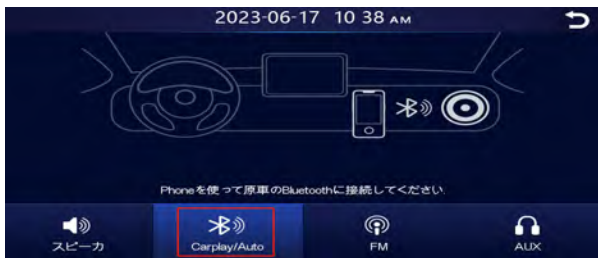 2023-06-17 10 38 AM
Phoneを使って原車のBluetoothに接続してください.
スピーカ
Carplay/Auto
FM
AUX